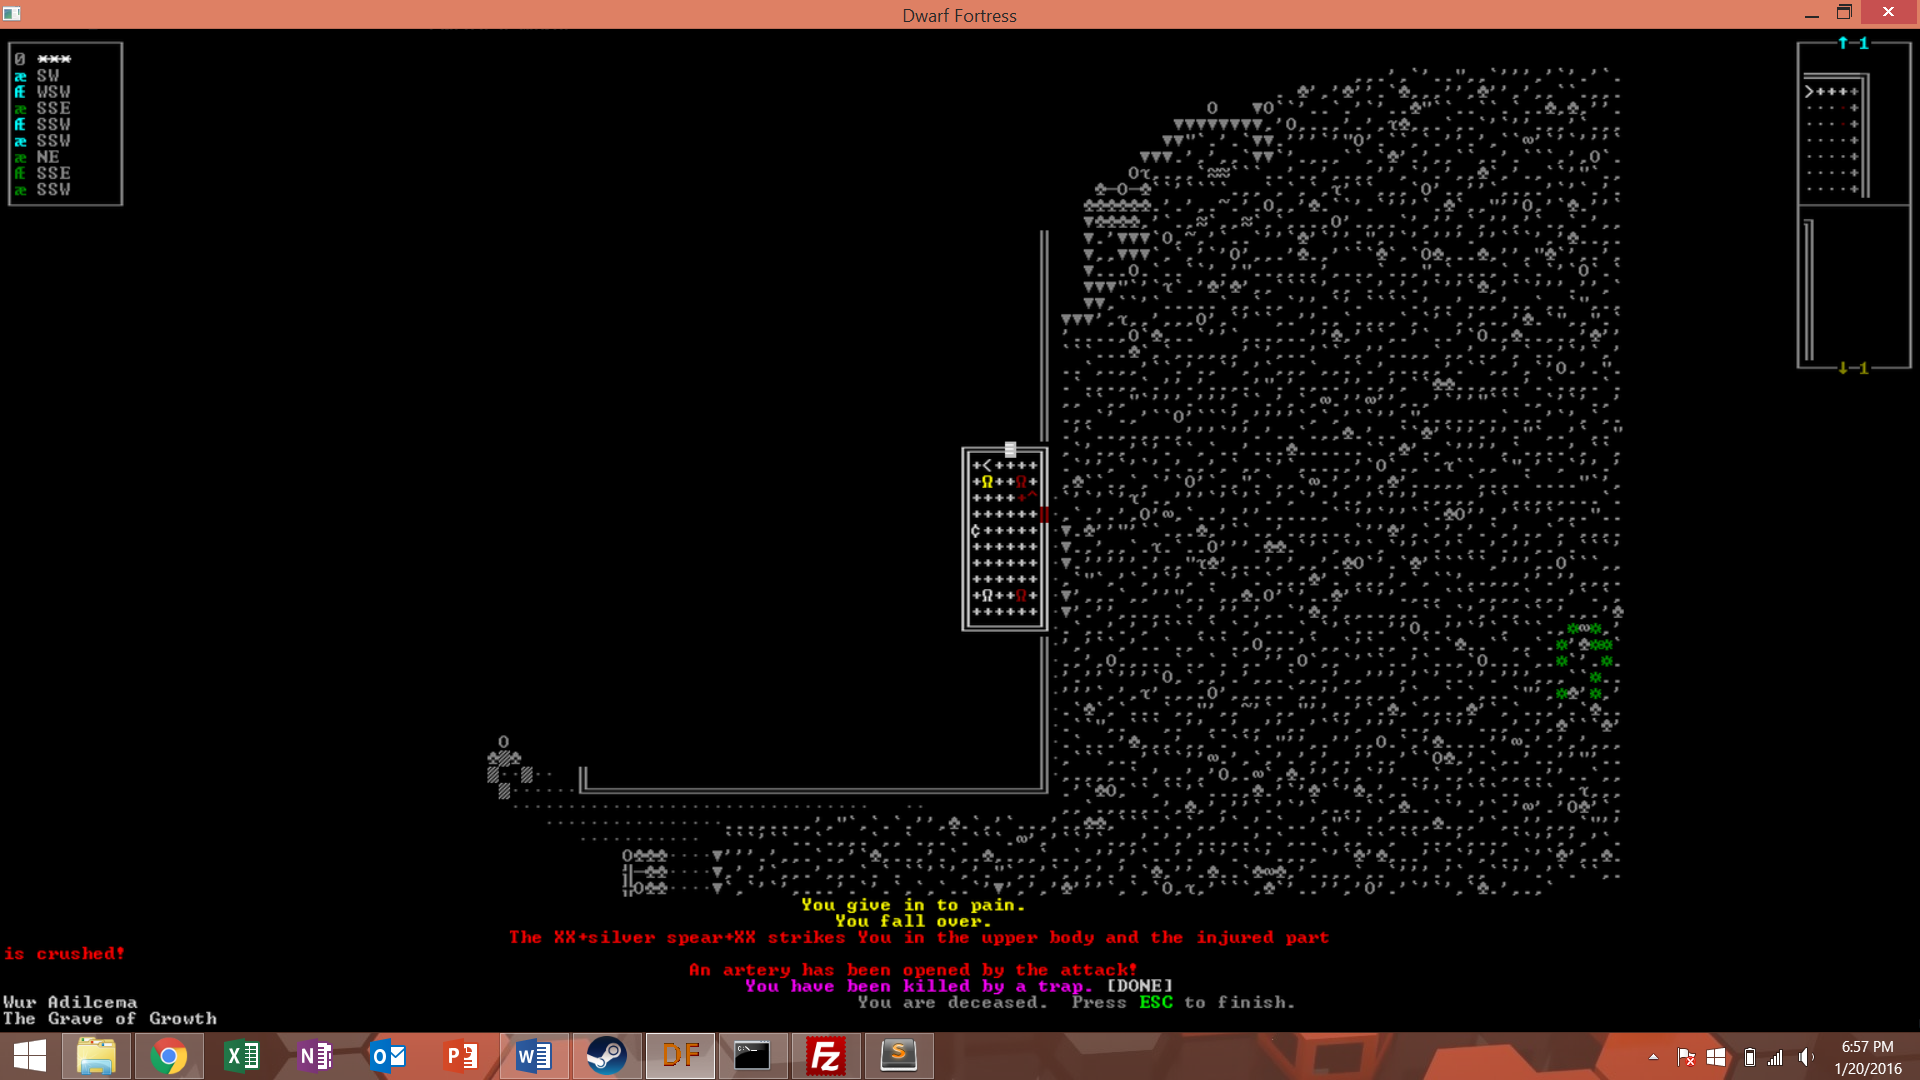 Dwarf Fortress
SW
WSW
SSE
SSW
SSW
NE
SSE
SSW
1
1
You give in to pain.
You fall over.
The XX+silver spear+XX strikes You in the upper body and the injured part
is crushed!
An artery has been opened by the attack!
You have been killed by a trap. [DONE]
You are deceased. Press ESC to finish.
Wur Adilcema
The Grave of Growth
DF
6:57 PM
1/20/2016